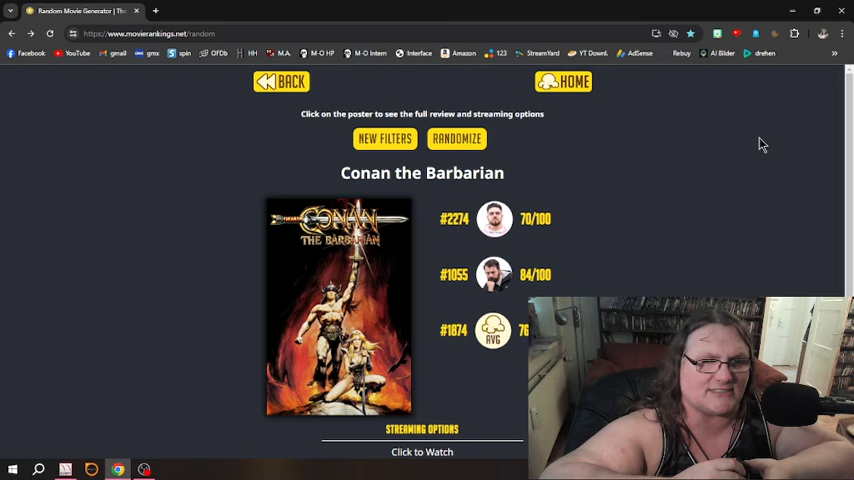 Random Movie Generator | The
https://www.movierankings.net/random
Facebook YouTube gmail gmx spin OFDb HH M.A. M-O HP M-O Intern Interface Amazon 123 StreamYard YT Downl. AdSense Rebuy AI Bilder drehen
BACK
HOME
Click on the poster to see the full review and streaming options
NEW FILTERS RANDOMIZE
Conan the Barbarian
CONAN
THE BARBARIAN
#2274 70/100
#1055 84/100
#1874 AVG 76
STREAMING OPTIONS
Click to Watch